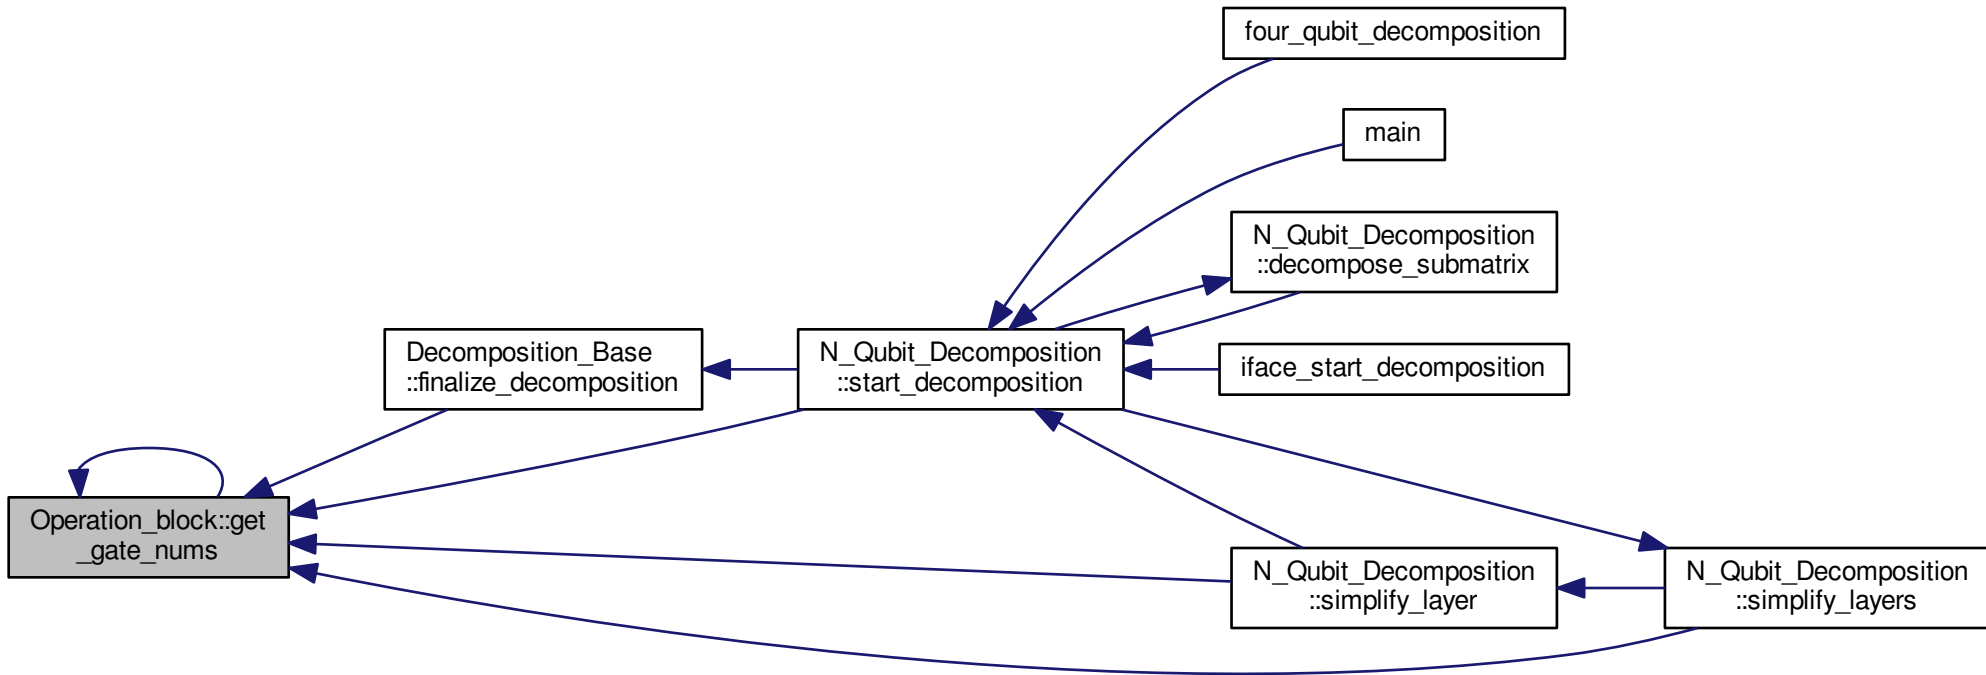 four_qubit_decomposition
main
N_Qubit_Decomposition
::decompose_submatrix
Decomposition_Base
::finalize_decomposition
N_Qubit_Decomposition
::start_decomposition
iface_start_decomposition
Operation_block::get
_gate_nums
N_Qubit_Decomposition
::simplify_layer
N_Qubit_Decomposition
::simplify_layers